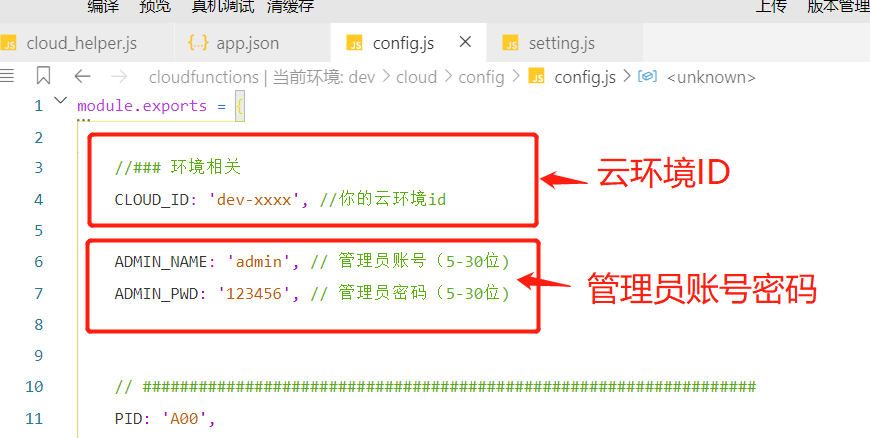 编译 预览 真机调试 清缓存 上传 版本管理
JS cloud_helper.js {} app.json JS config.js × JS setting.js
cloudfunctions | 当前环境: dev > cloud > config > JS config.js > <unknown>
1 module.exports = {
2
3 //### 环境相关
4 CLOUD_ID: 'dev-xxxx', //你的云环境id
云环境ID
5
6 ADMIN_NAME: 'admin', // 管理员账号（5-30位)
7 ADMIN_PWD: '123456', // 管理员密码（5-30位)
管理员账号密码
8
9
10 // ##################################################################
11 PID: 'A00',